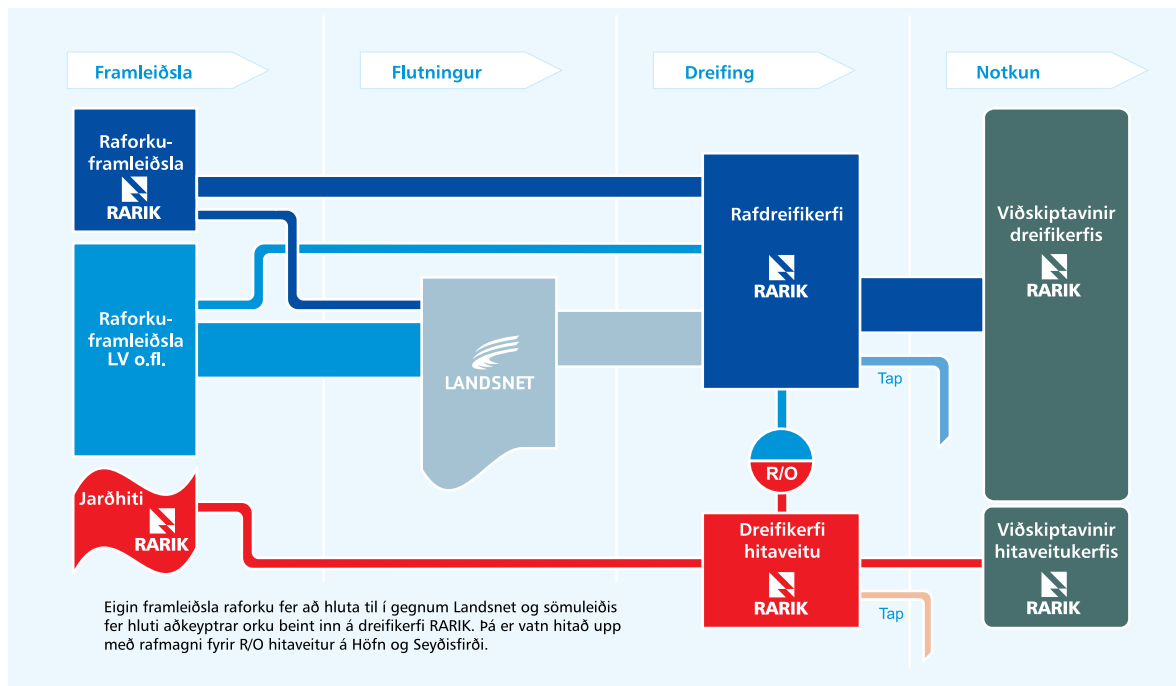 Framleiðsla
Flutningur
Dreifing
Notkun
Raforku-
framleiðsla
RARIK
Raforku-
framleiðsla
LV o.fl.
Jarðhiti
RARIK
LANDSNET
Rafdreifikerfi
RARIK
Tap
R/O
Dreifikerfi
hitaveitu
RARIK
Tap
Viðskiptavinir
dreifikerfis
RARIK
Viðskiptavinir
hitaveitukerfis
RARIK
Eigin framleiðsla raforku fer að hluta til í gegnum Landsnet og sömuleiðis
fer hluti aðkeyptrar orku beint inn á dreifikerfi RARIK. Þá er vatn hitað upp
með rafmagni fyrir R/O hitaveitur á Höfn og Seyðisfirði.